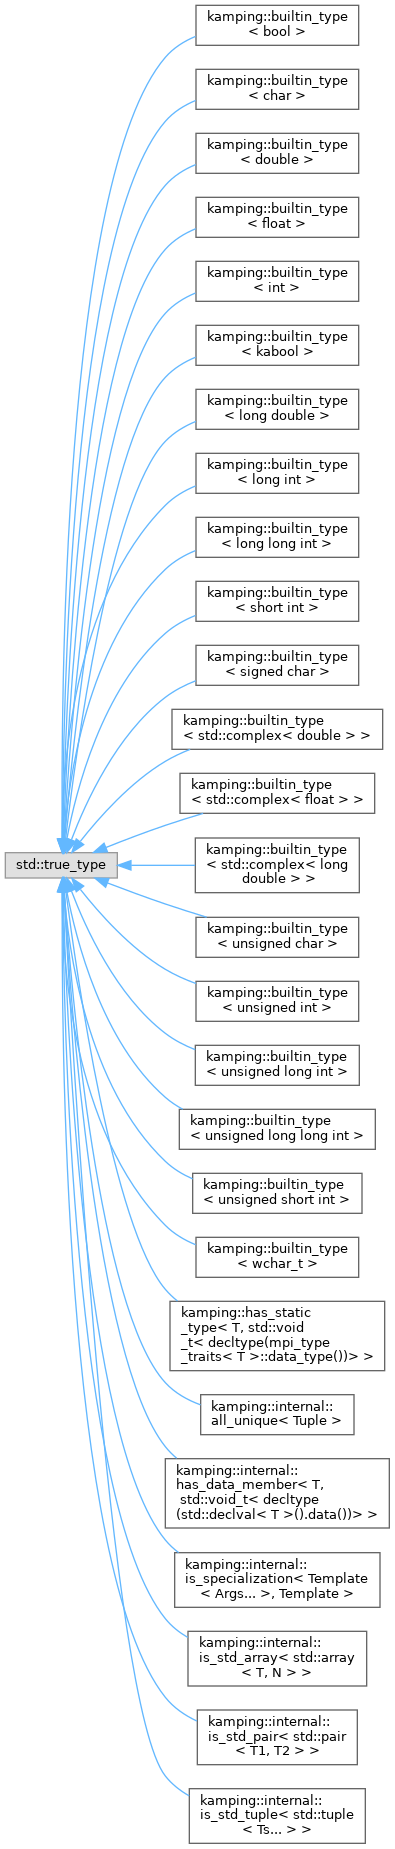 kamping::builtin_type
< bool >
kamping::builtin_type
< char >
kamping::builtin_type
< double >
kamping::builtin_type
< float >
kamping::builtin_type
< int >
kamping::builtin_type
< kabool >
kamping::builtin_type
< long double >
kamping::builtin_type
< long int >
kamping::builtin_type
< long long int >
kamping::builtin_type
< short int >
kamping::builtin_type
< signed char >
kamping::builtin_type
< std::complex< double > >
kamping::builtin_type
< std::complex< float > >
std::true_type
kamping::builtin_type
< std::complex< long
double > >
kamping::builtin_type
< unsigned char >
kamping::builtin_type
< unsigned int >
kamping::builtin_type
< unsigned long int >
kamping::builtin_type
< unsigned long long int >
kamping::builtin_type
< unsigned short int >
kamping::builtin_type
< wchar_t >
kamping::has_static
_type< T, std::void
_t< decltype(mpi_type
_traits< T >::data_type())> >
kamping::internal::
all_unique< Tuple >
kamping::internal::
has_data_member< T,
std::void_t< decltype
(std::declval< T >().data())> >
kamping::internal::
is_specialization< Template
< Args... >, Template >
kamping::internal::
is_std_array< std::array
< T, N > >
kamping::internal::
is_std_pair< std::pair
< T1, T2 > >
kamping::internal::
is_std_tuple< std::tuple
< Ts... > >